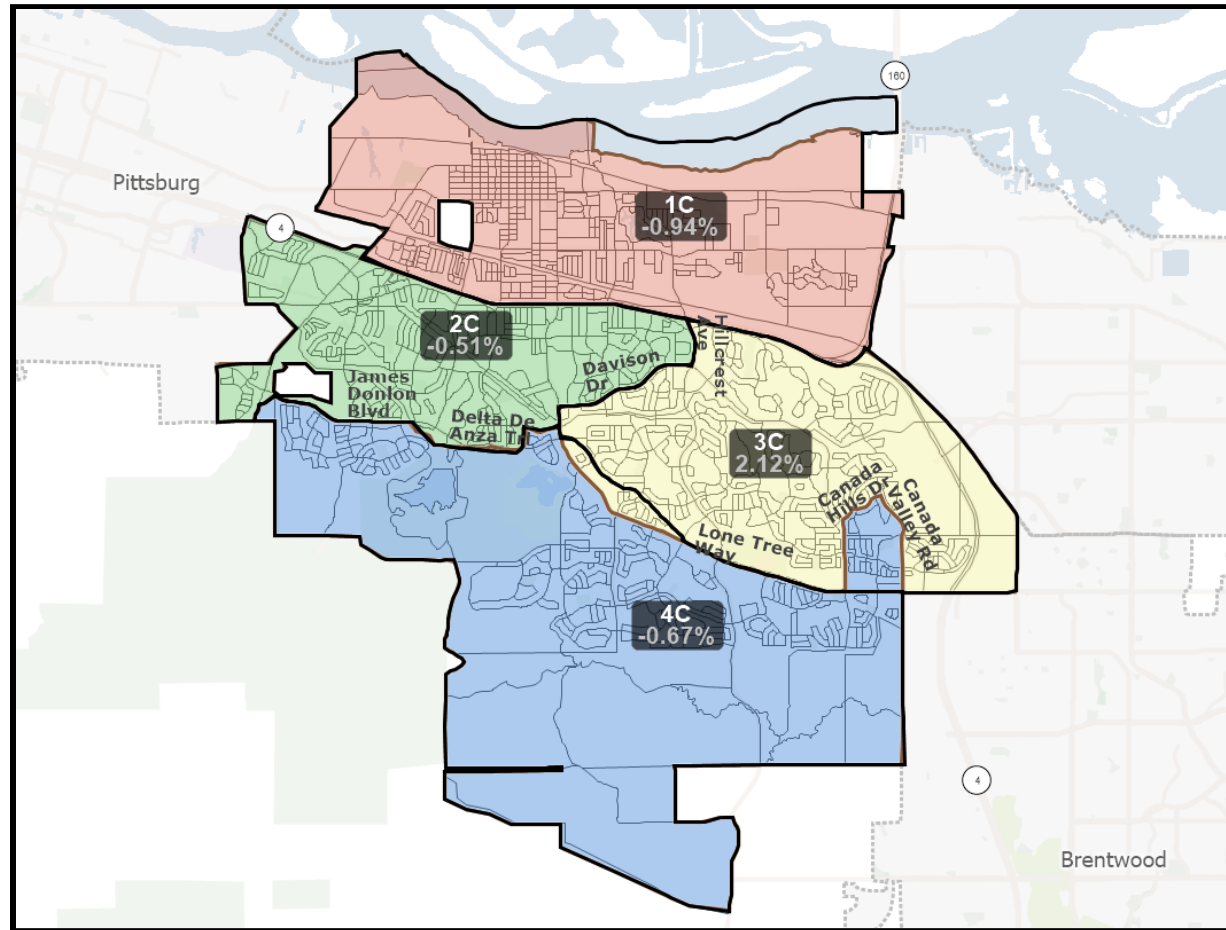 160
Pittsburg
1C
-0.94%
4
2C
-0.51%
Hillcrest
Ave
Davison
Dr
James
Donlon
Blvd
Delta De
Anza Trl
3C
2.12%
Canada
Hills Dr
Canada
Valley Rd
Lone Tree
Way
4C
-0.67%
4
Brentwood